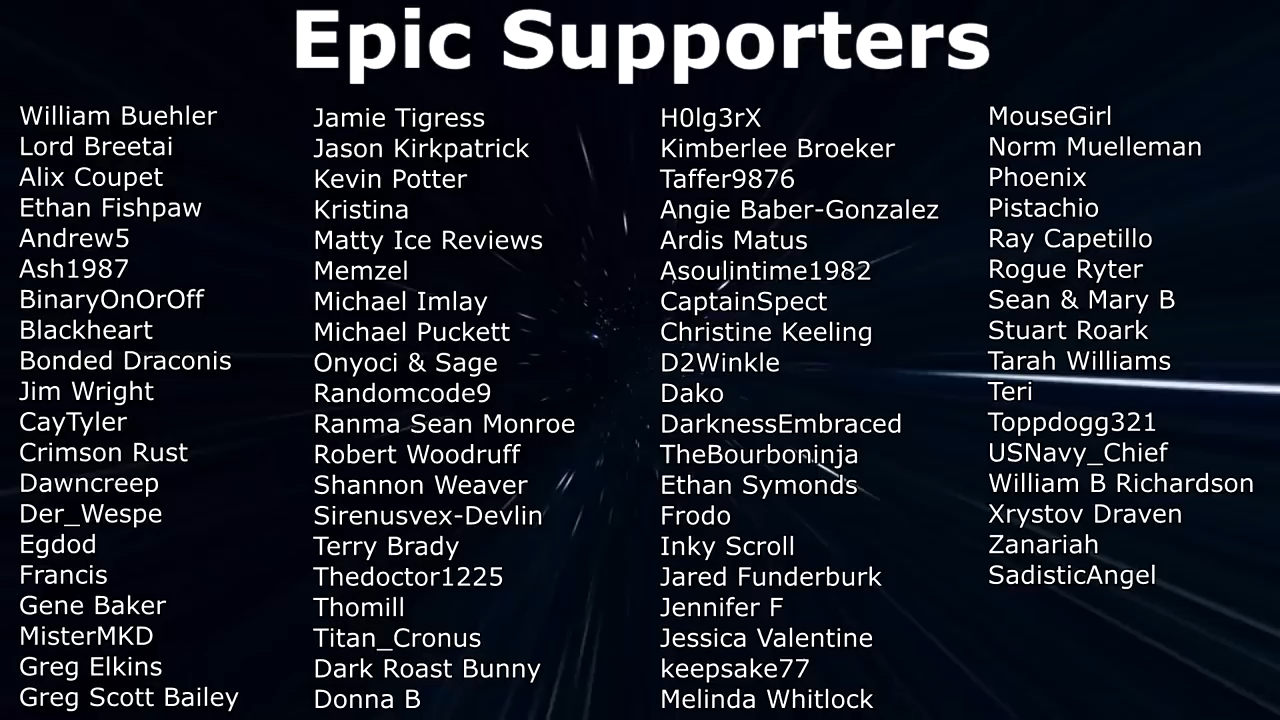 Epic Supporters
William Buehler
Lord Breetai
Alix Coupet
Ethan Fishpaw
Andrew5
Ash1987
BinaryOnOrOff
Blackheart
Bonded Draconis
Jim Wright
CayTyler
Crimson Rust
Dawncreep
Der_Wespe
Egdod
Francis
Gene Baker
MisterMKD
Greg Elkins
Greg Scott Bailey
Jamie Tigress
Jason Kirkpatrick
Kevin Potter
Kristina
Matty Ice Reviews
Memzel
Michael Imlay
Michael Puckett
Onyoci & Sage
Randomcode9
Ranma Sean Monroe
Robert Woodruff
Shannon Weaver
Sirenusvex-Devlin
Terry Brady
Thedoctor1225
Thomill
Titan_Cronus
Dark Roast Bunny
Donna B
H0lg3rX
Kimberlee Broeker
Taffer9876
Angie Baber-Gonzalez
Ardis Matus
Asoulintime1982
CaptainSpect
Christine Keeling
D2Winkle
Dako
DarknessEmbraced
TheBourboninja
Ethan Symonds
Frodo
Inky Scroll
Jared Funderburk
Jennifer F
Jessica Valentine
keepsake77
Melinda Whitlock
MouseGirl
Norm Muelleman
Phoenix
Pistachio
Ray Capetillo
Rogue Ryter
Sean & Mary B
Stuart Roark
Tarah Williams
Teri
Toppdogg321
USNavy_Chief
William B Richardson
Xrystov Draven
Zanariah
SadisticAngel